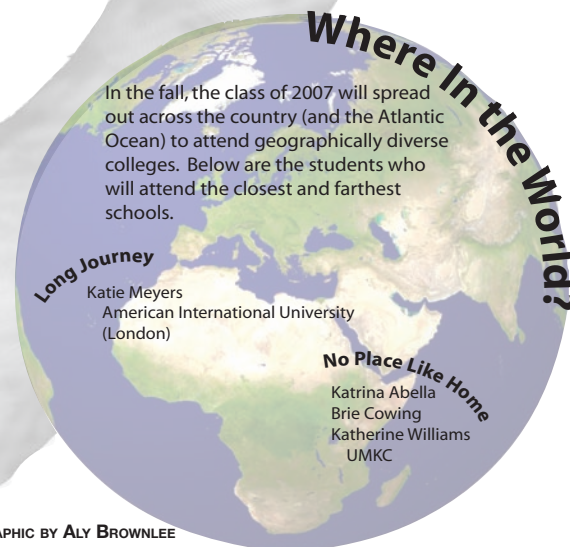 Where In the World?
In the fall, the class of 2007 will spread
out across the country (and the Atlantic
Ocean) to attend geographically diverse
colleges.  Below are the students who
will attend the closest and farthest
schools.
Long Journey
Katie Meyers
American International University
(London)
No Place Like Home
Katrina Abella
Brie Cowing
Katherine Williams
UMKC
BY ALY BROWNLEE